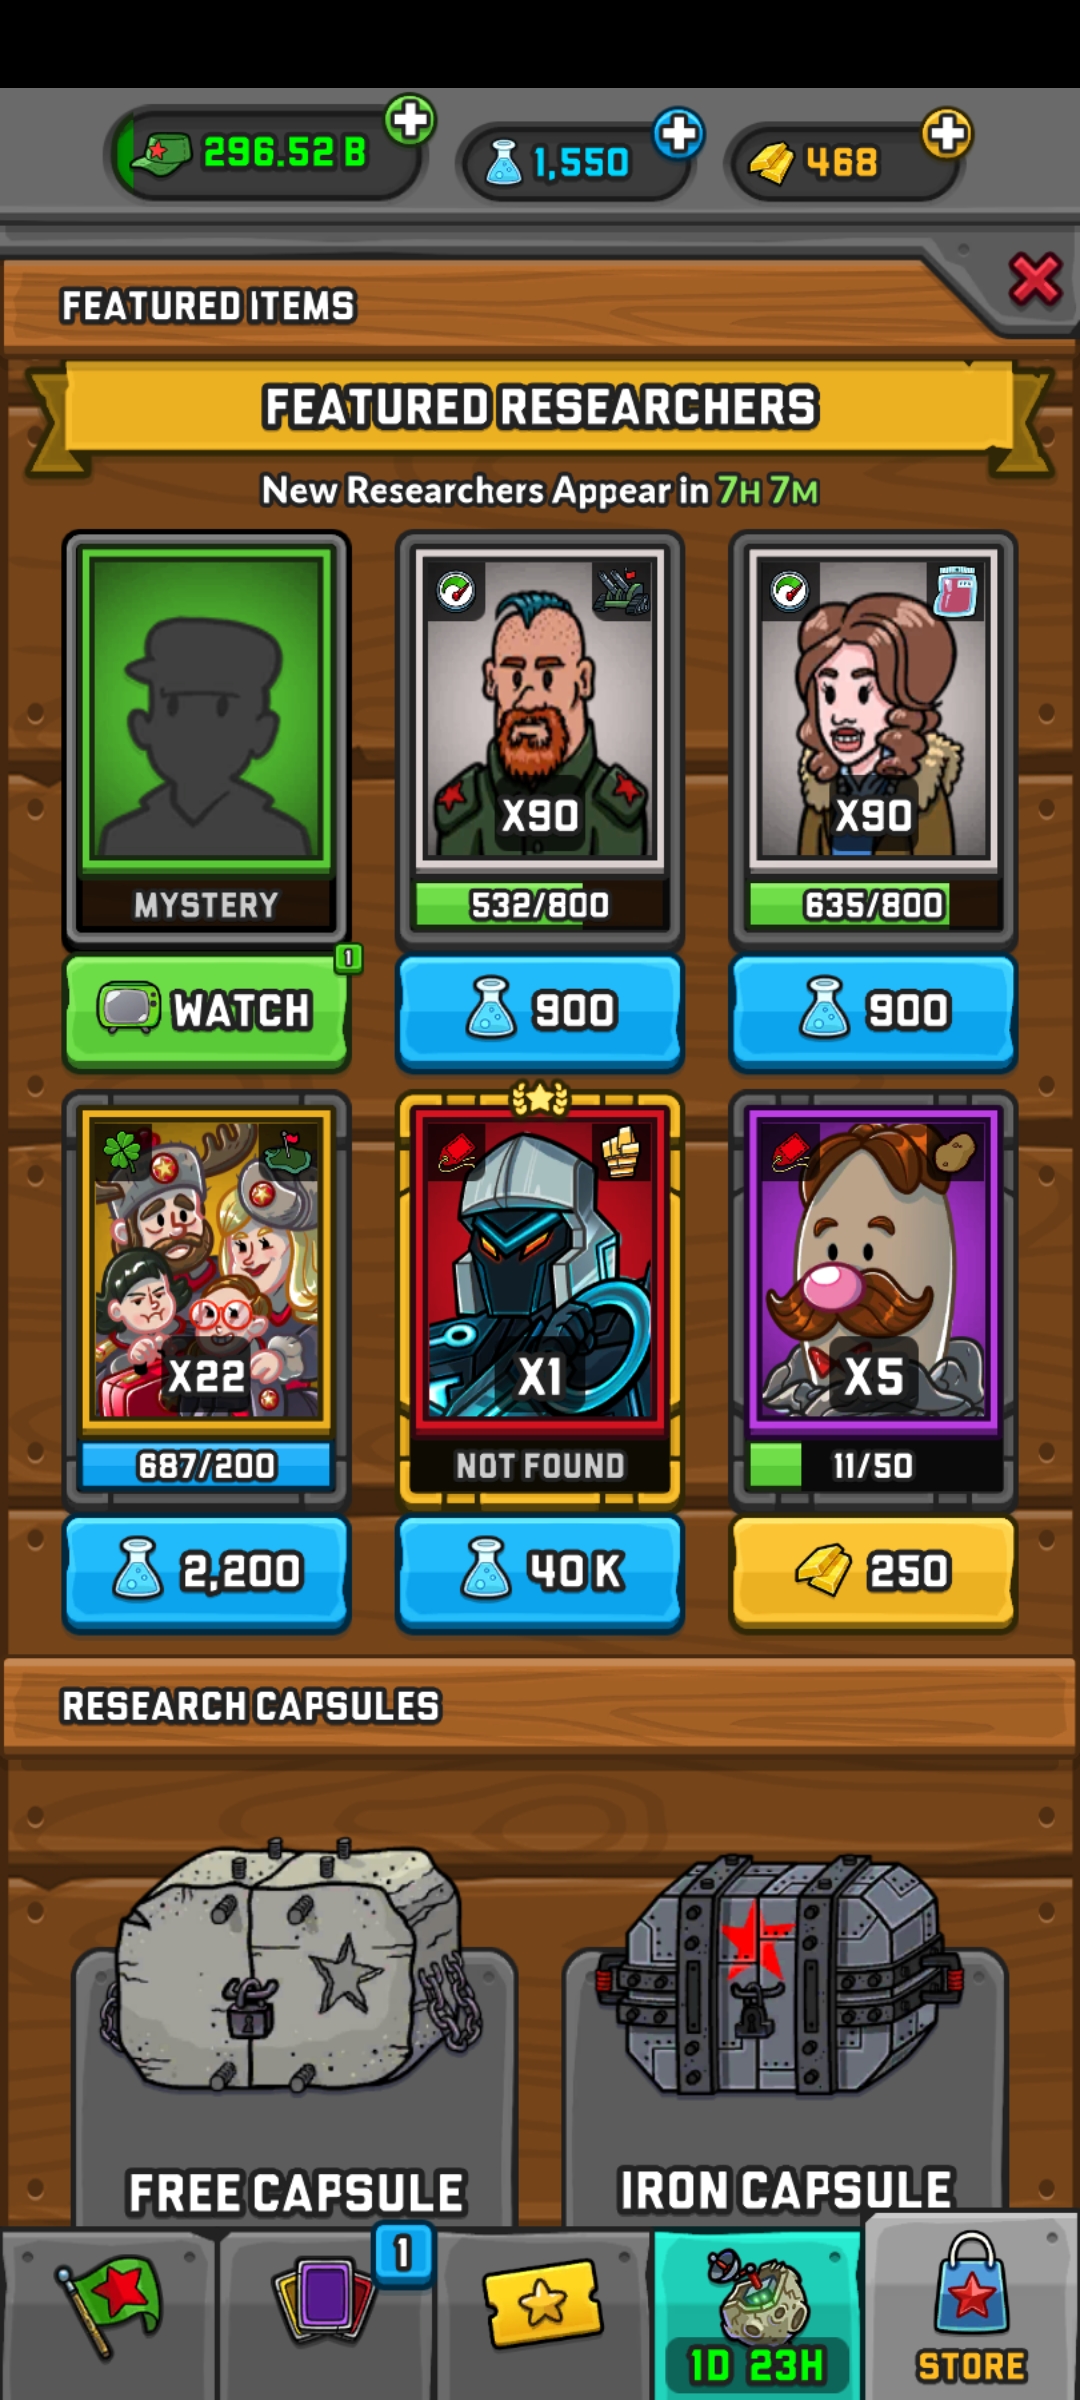 296.52 B
1,550
468
FEATURED ITEMS
FEATURED RESEARCHERS
New Researchers Appear in 7H 7M
X90
X90
MYSTERY
532/800
635/800
1
WATCH
900
900
X22
X1
X5
687/200
NOT FOUND
11/50
2,200
40 K
250
RESEARCH CAPSULES
FREE CAPSULE
IRON CAPSULE
1
1D 23H
STORE